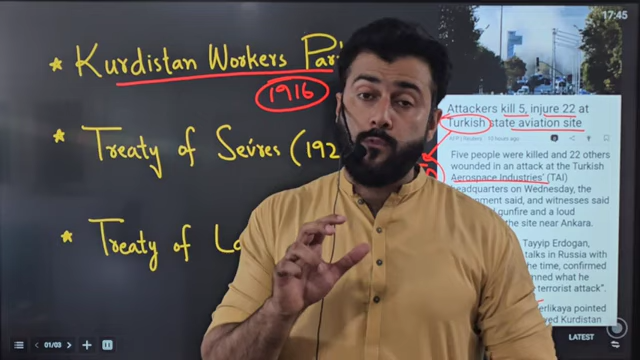 17:45
* Kurdistan Workers Par
1916
* Treaty of Sevres (192
* Treaty of
Attackers kill 5, injure 22 at
Turkish state aviation site
Five people were killed and 22 others
wounded in an attack at the Turkish
Aerospace Industries' (TAI)
headquarters on Wednesday, the
said, and witnesses said
gunfire and a loud
the site near Ankara.
Tayyip Erdogan,
talks in Russia with
the time, confirmed
what he
terrorist attack".
pointed
Kurdistan
01/03
LATEST